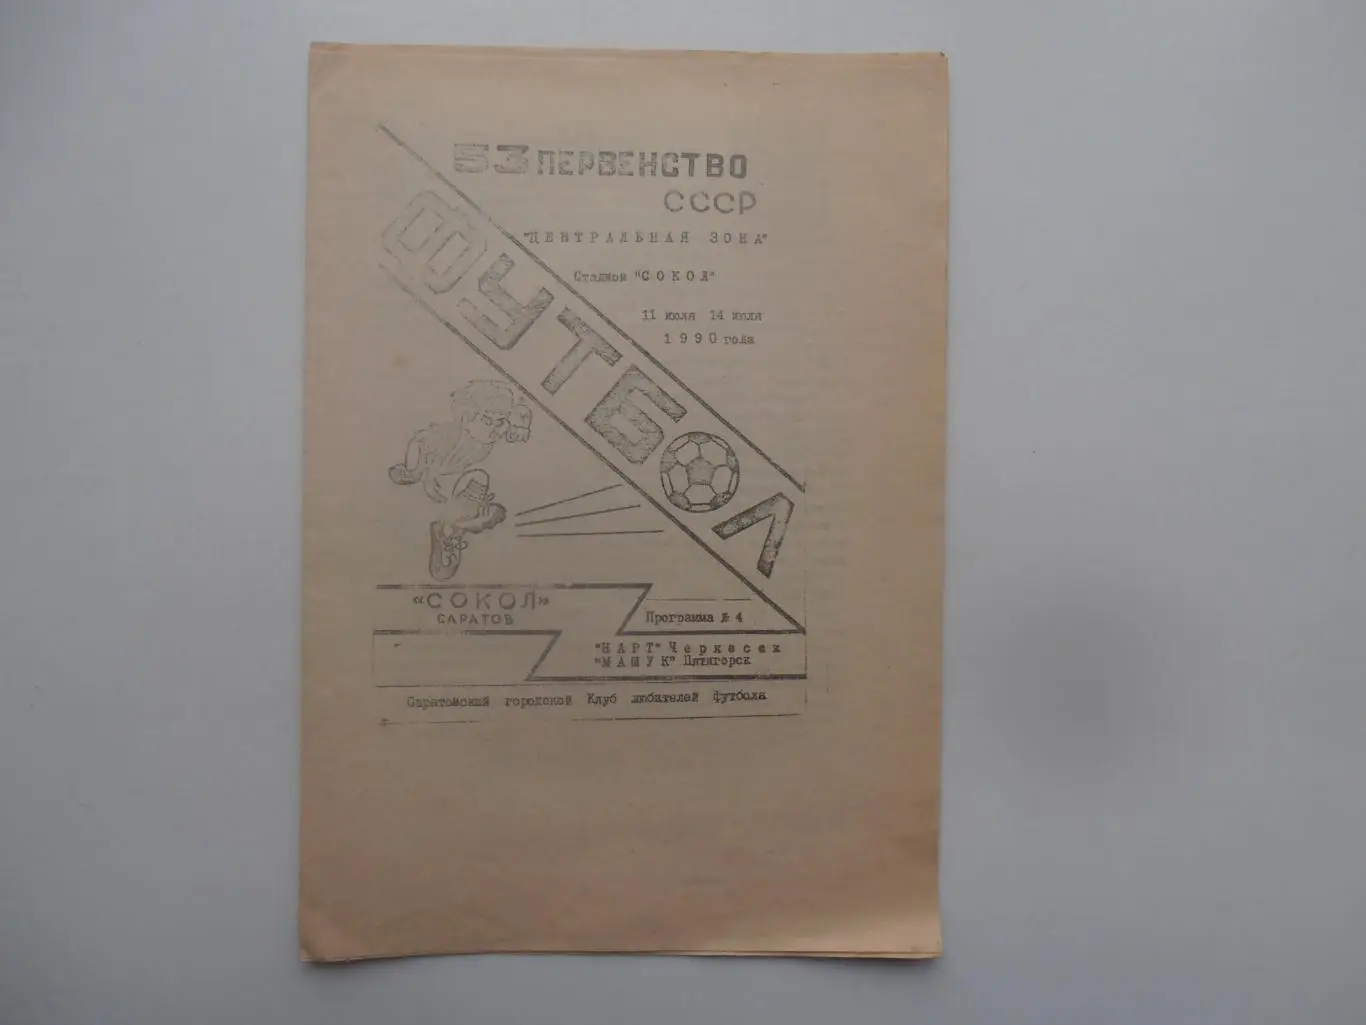 53 ПЕРВЕНСТВО
СССР
"ЦЕНТРАЛЬНАЯ ЗОНА"
Стадион "СОКОЛ"
11 июля 14 июля
1990 года
ФУТБОЛ
«СОКОЛ»
САРАТОВ
Программа № 4
"НАРТ" Черкесск
"МАШУК" Пятигорск
Саратовский городской Клуб любителей футбола